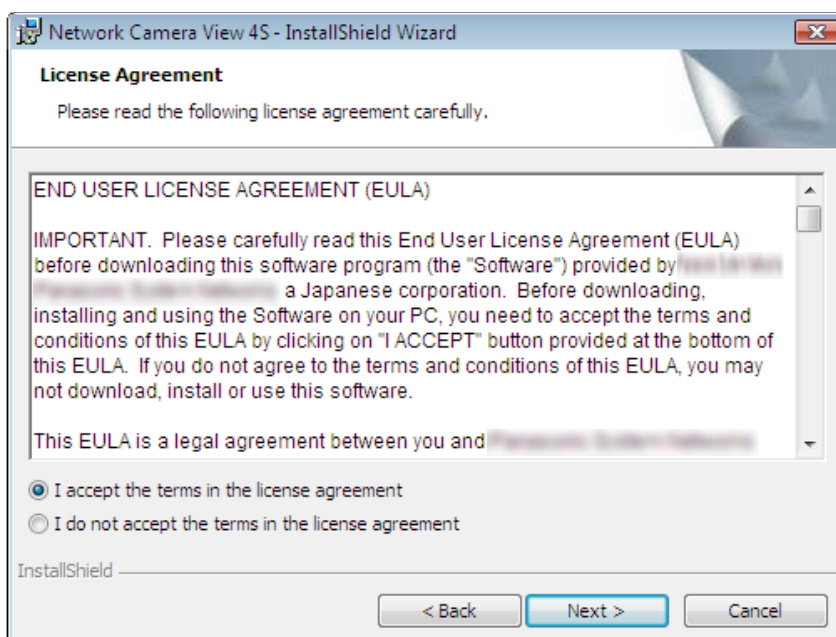 Network Camera View 4S - InstallShield Wizard
License Agreement
Please read the following license agreement carefully.
END USER LICENSE AGREEMENT (EULA)
IMPORTANT.  Please carefully read this End User License Agreement (EULA)
before downloading this software program (the "Software") provided by
a Japanese corporation.  Before downloading,
installing and using the Software on your PC, you need to accept the terms and
conditions of this EULA by clicking on "I ACCEPT" button provided at the bottom of
this EULA.  If you do not agree to the terms and conditions of this EULA, you may
not download, install or use this software.
This EULA is a legal agreement between you and
I accept the terms in the license agreement
I do not accept the terms in the license agreement
InstallShield
< Back
Next >
Cancel